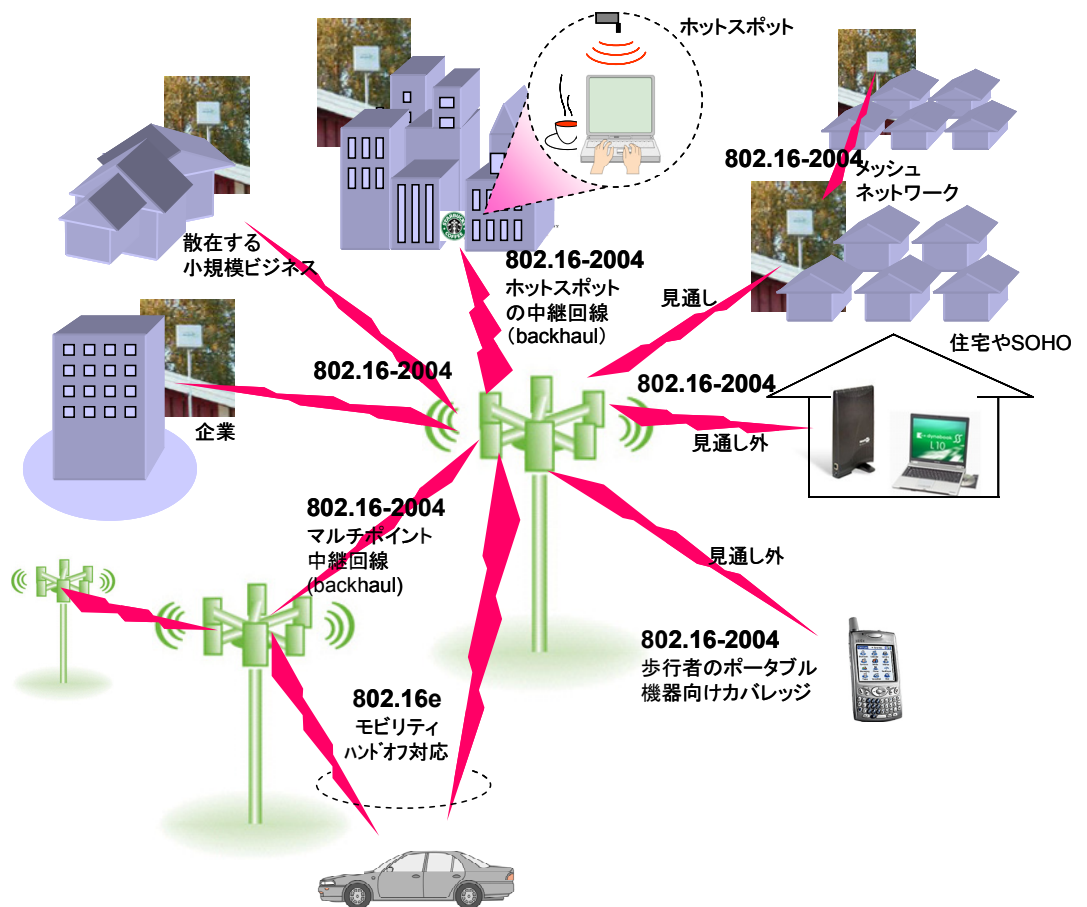 ホットスポット
802.16-2004
メッシュ
ネットワーク
散在する
小規模ビジネス
802.16-2004
ホットスポット
の中継回線
(backhaul)
見通し
住宅やSOHO
802.16-2004
企業
802.16-2004
見通し外
802.16-2004
マルチポイント
中継回線
(backhaul)
見通し外
802.16-2004
歩行者のポータブル
機器向けカバレッジ
802.16e
モビリティ
ハンドオフ対応
dynabook SS
L10